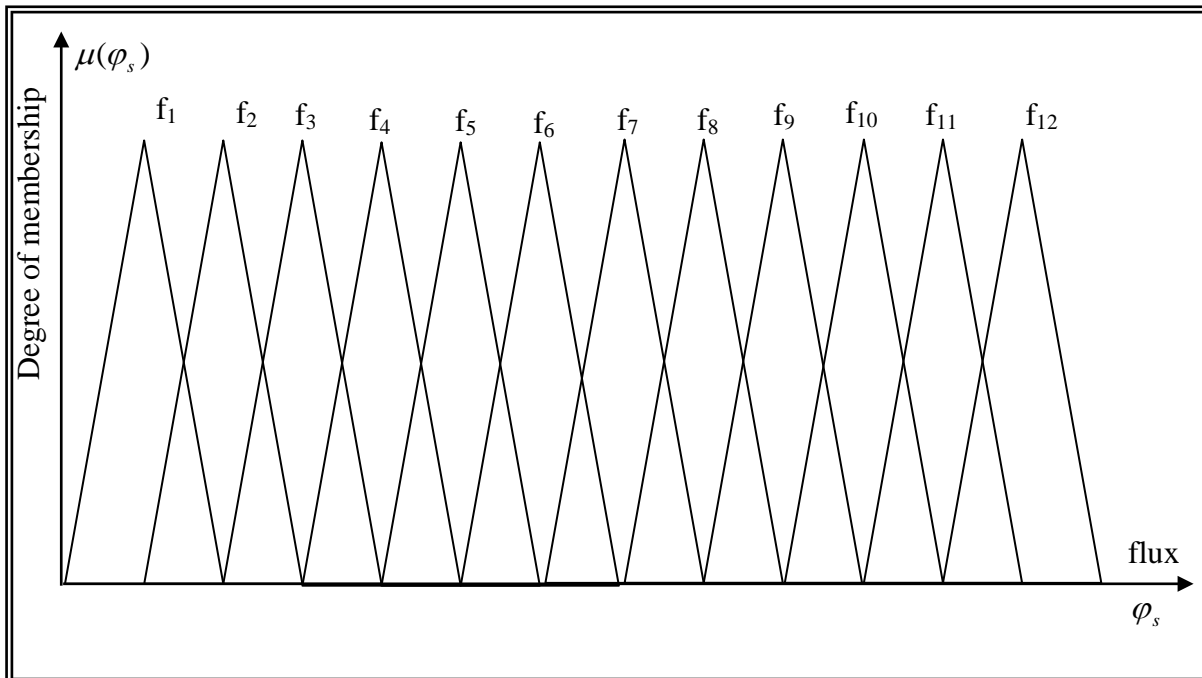 μ(φₛ)
Degree of membership
f₁ f₂ f₃ f₄ f₅ f₆ f₇ f₈ f₉ f₁₀ f₁₁ f₁₂
flux
φₛ